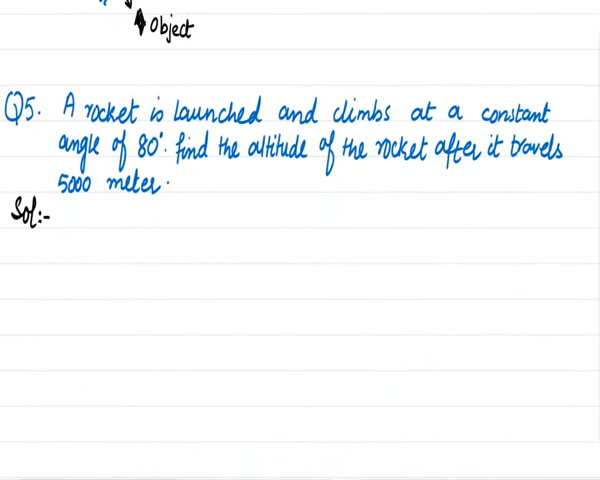 Object
Q5. A rocket is launched and climbs at a constant
angle of 80°. find the altitude of the rocket after it travels
5000 meter.
Sol:-